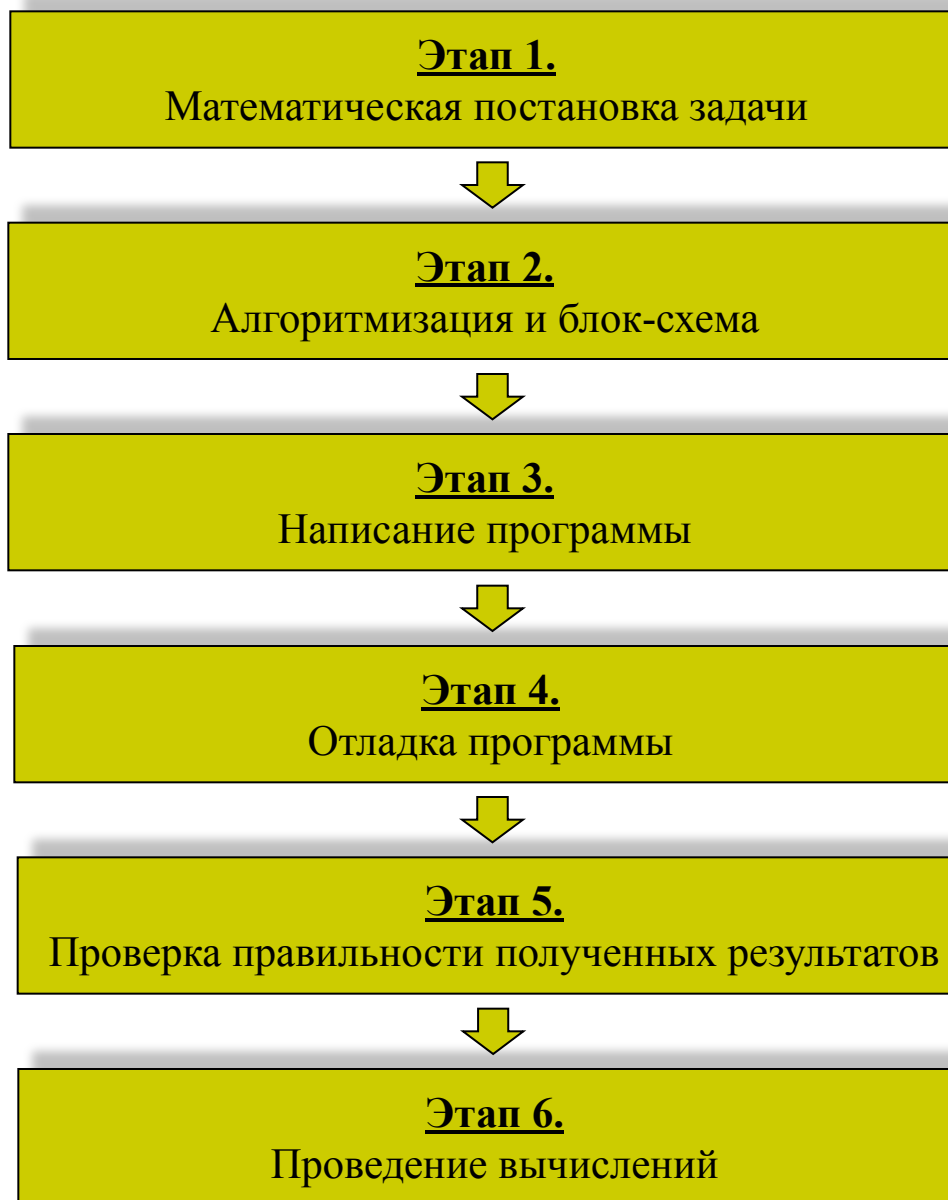 Этап 1.
Математическая постановка задачи
Этап 2.
Алгоритмизация и блок-схема
Этап 3.
Написание программы
Этап 4.
Отладка программы
Этап 5.
Проверка правильности полученных результатов
Этап 6.
Проведение вычислений